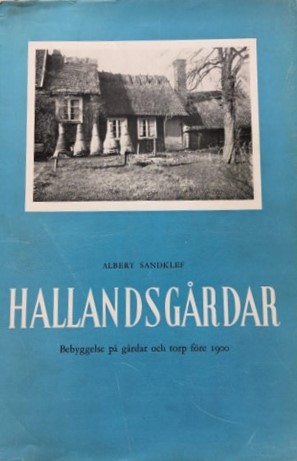 ALBERT SANDKLEF
HALLANDSGÅRDAR
Bebyggelse på gårdar och torp före 1900